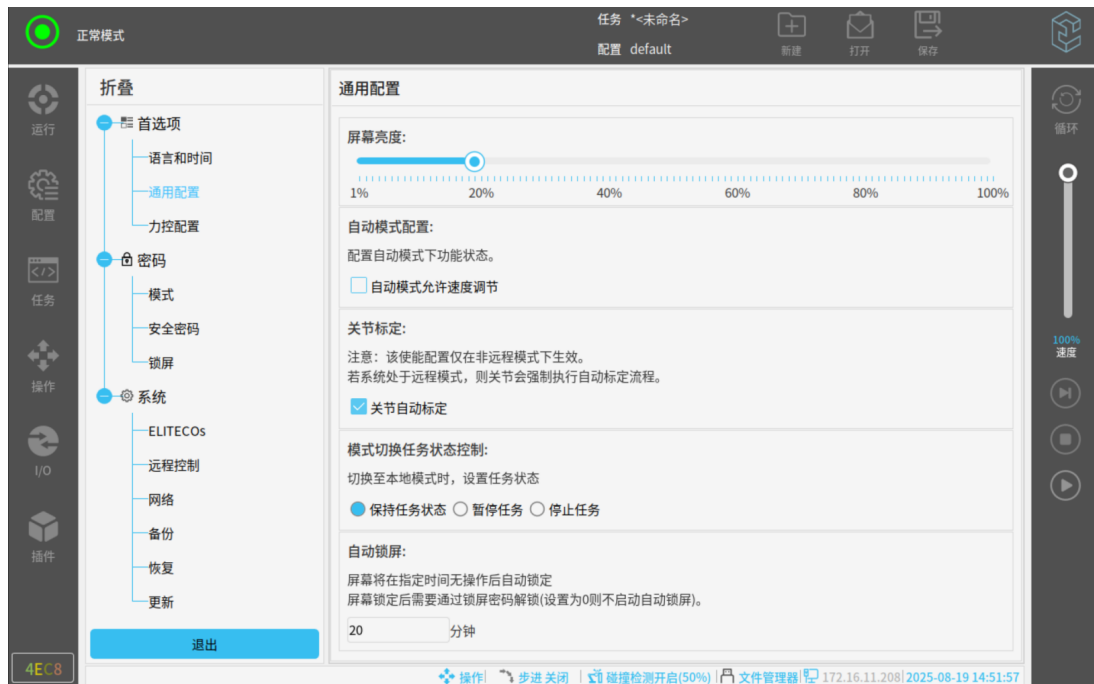 正常模式
任务 *<未命名>
配置 default
新建
打开
保存
运行
配置
任务
操作
I/O
插件
4EC8
折叠
首选项
语言和时间
通用配置
力控配置
密码
模式
安全密码
锁屏
系统
ELITECOs
远程控制
网络
备份
恢复
更新
退出
通用配置
屏幕亮度:
1% 20% 40% 60% 80% 100%
自动模式配置:
配置自动模式下功能状态。
自动模式允许速度调节
关节标定:
注意：该使能配置仅在非远程模式下生效。
若系统处于远程模式，则关节会强制执行自动标定流程。
关节自动标定
模式切换任务状态控制:
切换至本地模式时，设置任务状态
保持任务状态 暂停任务 停止任务
自动锁屏:
屏幕将在指定时间无操作后自动锁定
屏幕锁定后需要通过锁屏密码解锁(设置为0则不启动自动锁屏)。
20 分钟
循环
100%
速度
操作 步进 关闭 碰撞检测开启(50%) 文件管理器 172.16.11.208 2025-08-19 14:51:57